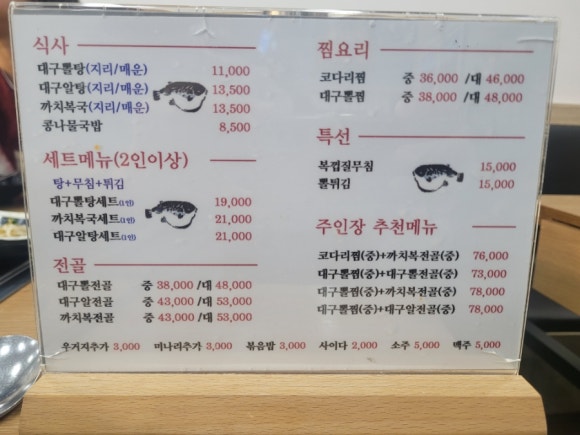 식사
대구뽈탕(지리/매운) 11,000
대구알탕(지리/매운) 13,500
까치복국(지리/매운) 13,500
콩나물국밥 8,500
세트메뉴(2인이상)
탕+무침+튀김
대구뽈탕세트(1인) 19,000
까치복국세트(1인) 21,000
대구알탕세트(1인) 21,000
전골
대구뽈전골 중 38,000 /대 48,000
대구알전골 중 43,000 /대 53,000
까치복전골 중 43,000 /대 53,000
찜요리
코다리찜 중 36,000 /대 46,000
대구뽈찜 중 38,000 /대 48,000
특선
복껍질무침 15,000
뽈튀김 15,000
주인장 추천메뉴
코다리찜(중)+까치복전골(중) 76,000
대구뽈찜(중)+대구뽈전골(중) 73,000
대구뽈찜(중)+까치복전골(중) 78,000
대구뽈찜(중)+대구알전골(중) 78,000
우거지추가 3,000 미나리추가 3,000 볶음밥 3,000 사이다 2,000 소주 5,000 맥주 5,000